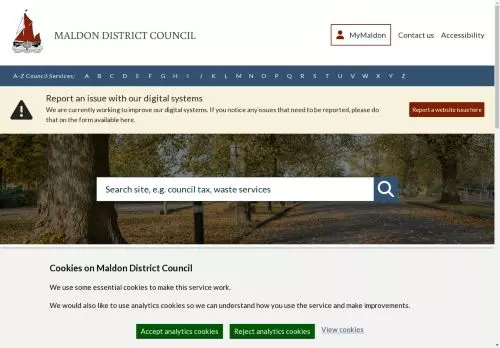 MALDON DISTRICT COUNCIL
MyMaldon
Contact us
Accessibility
A-Z Council Services: A B C D E F G H I J K L M N O P Q R S T U V W X Y Z
Report an issue with our digital systems
We are currently working to improve our digital systems. If you notice any issues that need to be reported, please do
that on the form available here.
Report a website issue here
Search site, e.g. council tax, waste services
Cookies on Maldon District Council
We use some essential cookies to make this service work.
We would also like to use analytics cookies so we can understand how you use the service and make improvements.
Accept analytics cookies
Reject analytics cookies
View cookies